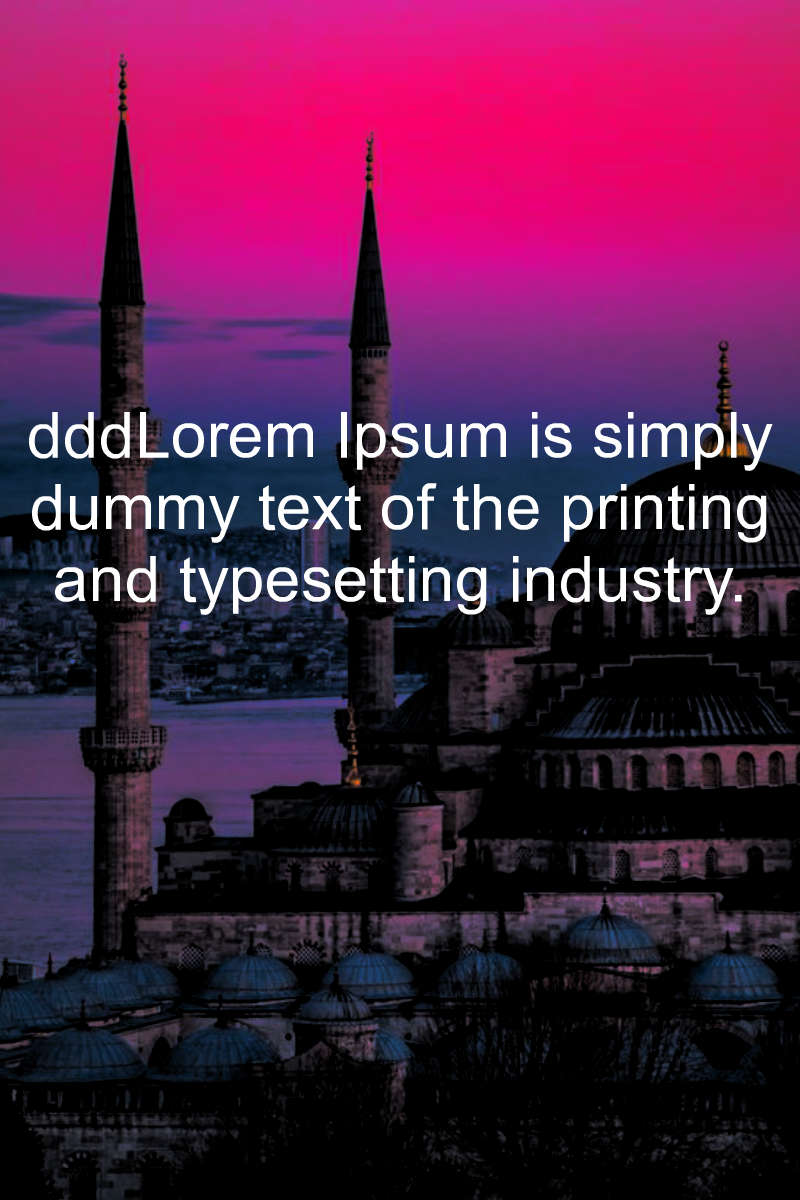 dddLorem Ipsum is simply
dummy text of the printing
and typesetting industry.